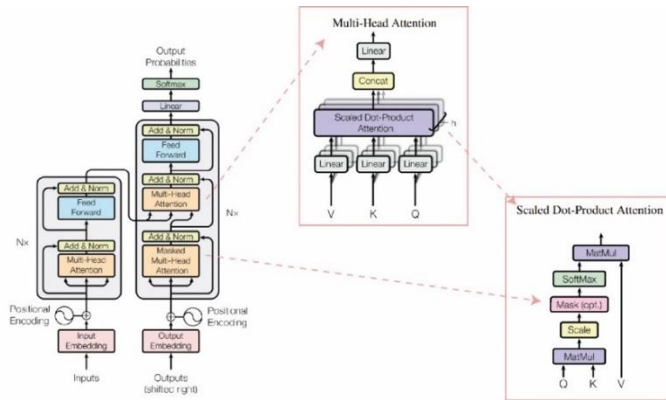 Multi-Head Attention
Linear
Concat
Scaled Dot-Product
Attention
h
Linear
Linear
Linear
V
K
Q
Output
Probabilities
Softmax
Linear
Add & Norm
Feed
Forward
Add & Norm
Multi-Head
Attention
Nx
Add & Norm
Masked
Multi-Head
Attention
Positional
Encoding
Output
Embedding
Outputs
(shifted right)
Add & Norm
Feed
Forward
Nx
Add & Norm
Multi-Head
Attention
Positional
Encoding
Input
Embedding
Inputs
Scaled Dot-Product Attention
MatMul
SoftMax
Mask (opt.)
Scale
MatMul
Q
K
V